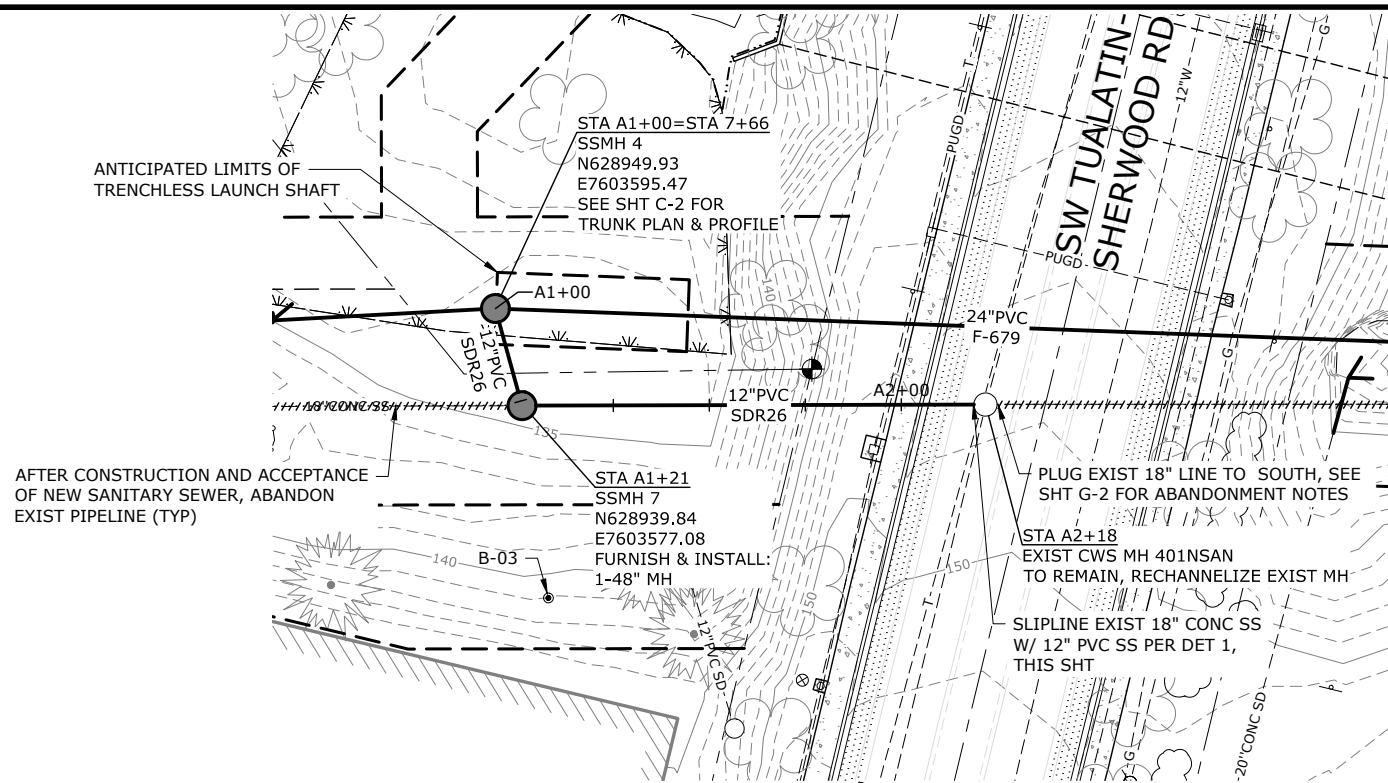 STA A1+00=STA 7+66
SSMH 4
N628949.93
E7603595.47
SEE SHT C-2 FOR
TRUNK PLAN & PROFILE
ANTICIPATED LIMITS OF
TRENCHLESS LAUNCH SHAFT
A1+00
12"PVC
SDR26
24"PVC
F-679
SW TUALATIN-
SHERWOOD RD
12"W
PUGD
PUGD
T
G
P
140
G
18"CONC SS
135
12"PVC
SDR26
A2+00
AFTER CONSTRUCTION AND ACCEPTANCE
OF NEW SANITARY SEWER, ABANDON
EXIST PIPELINE (TYP)
STA A1+21
SSMH 7
N628939.84
E7603577.08
FURNISH & INSTALL:
1-48" MH
PLUG EXIST 18" LINE TO SOUTH, SEE
SHT G-2 FOR ABANDONMENT NOTES
STA A2+18
EXIST CWS MH 401NSAN
TO REMAIN, RECHANNELIZE EXIST MH
SLIPLINE EXIST 18" CONC SS
W/ 12" PVC SS PER DET 1,
THIS SHT
140
B-03
150
150
T
12"PVC SD
P
G
G
20"CONC SD